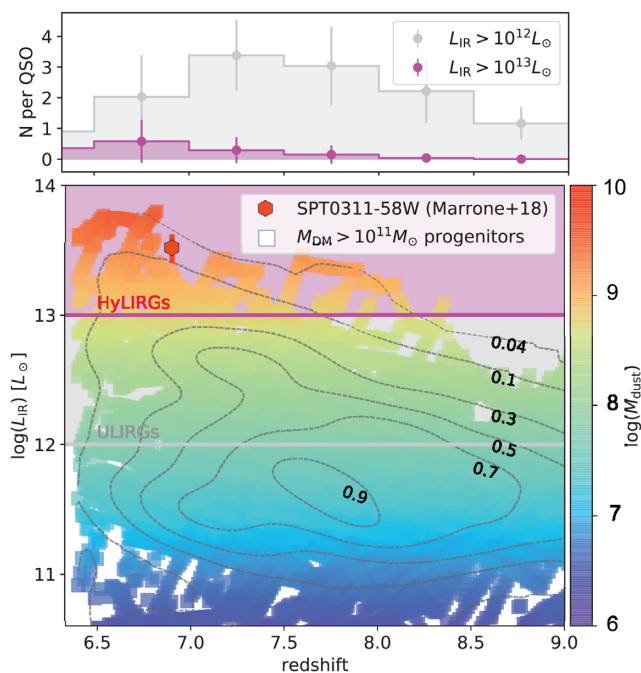 4
3
2
1
0
N per QSO
L_IR > 10^12 L_⊙
L_IR > 10^13 L_⊙
14
13
12
11
log(L_IR) [L_⊙]
SPT0311-58W (Marrone+18)
M_DM > 10^11 M_⊙ progenitors
HyLIRGs
ULIRGs
0.04
0.1
0.3
0.5
0.7
0.9
6.5 7.0 7.5 8.0 8.5 9.0
redshift
10
9
8
7
6
log(M_dust)